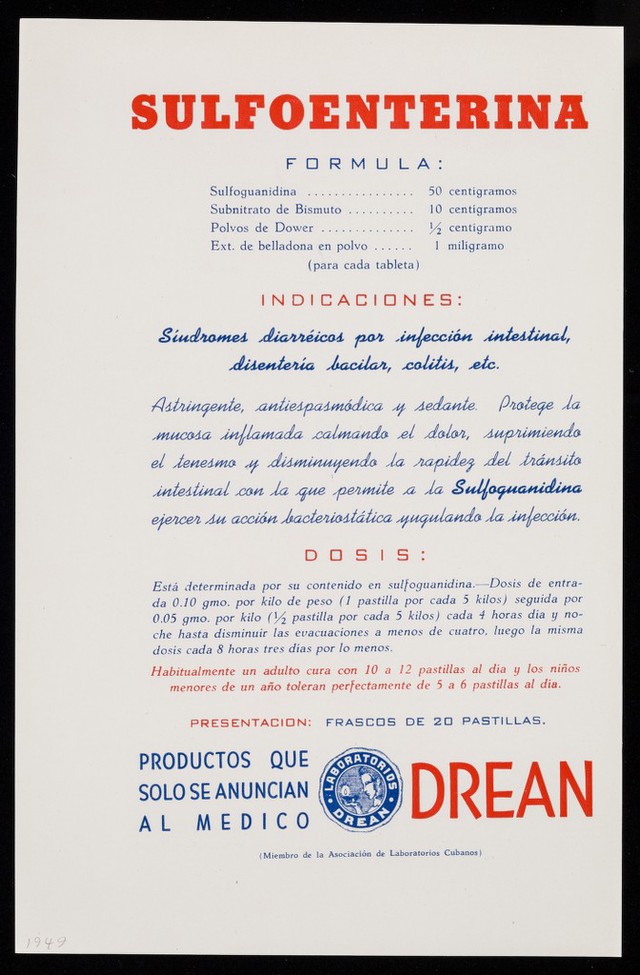 SULFOENTERINA
FORMULA:
Sulfoguanidina ................ 50 centigramos
Subnitrato de Bismuto .......... 10 centigramos
Polvos de Dower .............. ½ centigramo
Ext. de belladona en polvo ...... 1 miligramo
(para cada tableta)
INDICACIONES:
Síndromes diarréicos por infección intestinal,
disentería bacilar, colitis, etc.
Astringente, antiespasmódica y sedante. Protege la
mucosa inflamada calmando el dolor, suprimiendo
el tenesmo y disminuyendo la rapidez del tránsito
intestinal con la que permite a la Sulfoguanidina
ejercer su acción bacteriostática yugulando la infección.
DOSIS:
Está determinada por su contenido en sulfoguanidina.—Dosis de entra-
da 0.10 gmo. por kilo de peso (1 pastilla por cada 5 kilos) seguida por
0.05 gmo. por kilo (½ pastilla por cada 5 kilos) cada 4 horas dia y no-
che hasta disminuir las evacuaciones a menos de cuatro, luego la misma
dosis cada 8 horas tres dias por lo menos.
Habitualmente un adulto cura con 10 a 12 pastillas al día y los niños
menores de un año toleran perfectamente de 5 a 6 pastillas al día.
PRESENTACION: FRASCOS DE 20 PASTILLAS.
PRODUCTOS QUE
SOLO SE ANUNCIAN
AL MEDICO
LABORATORIOS
DREAN
DREAN
(Miembro de la Asociación de Laboratorios Cubanos)
1949